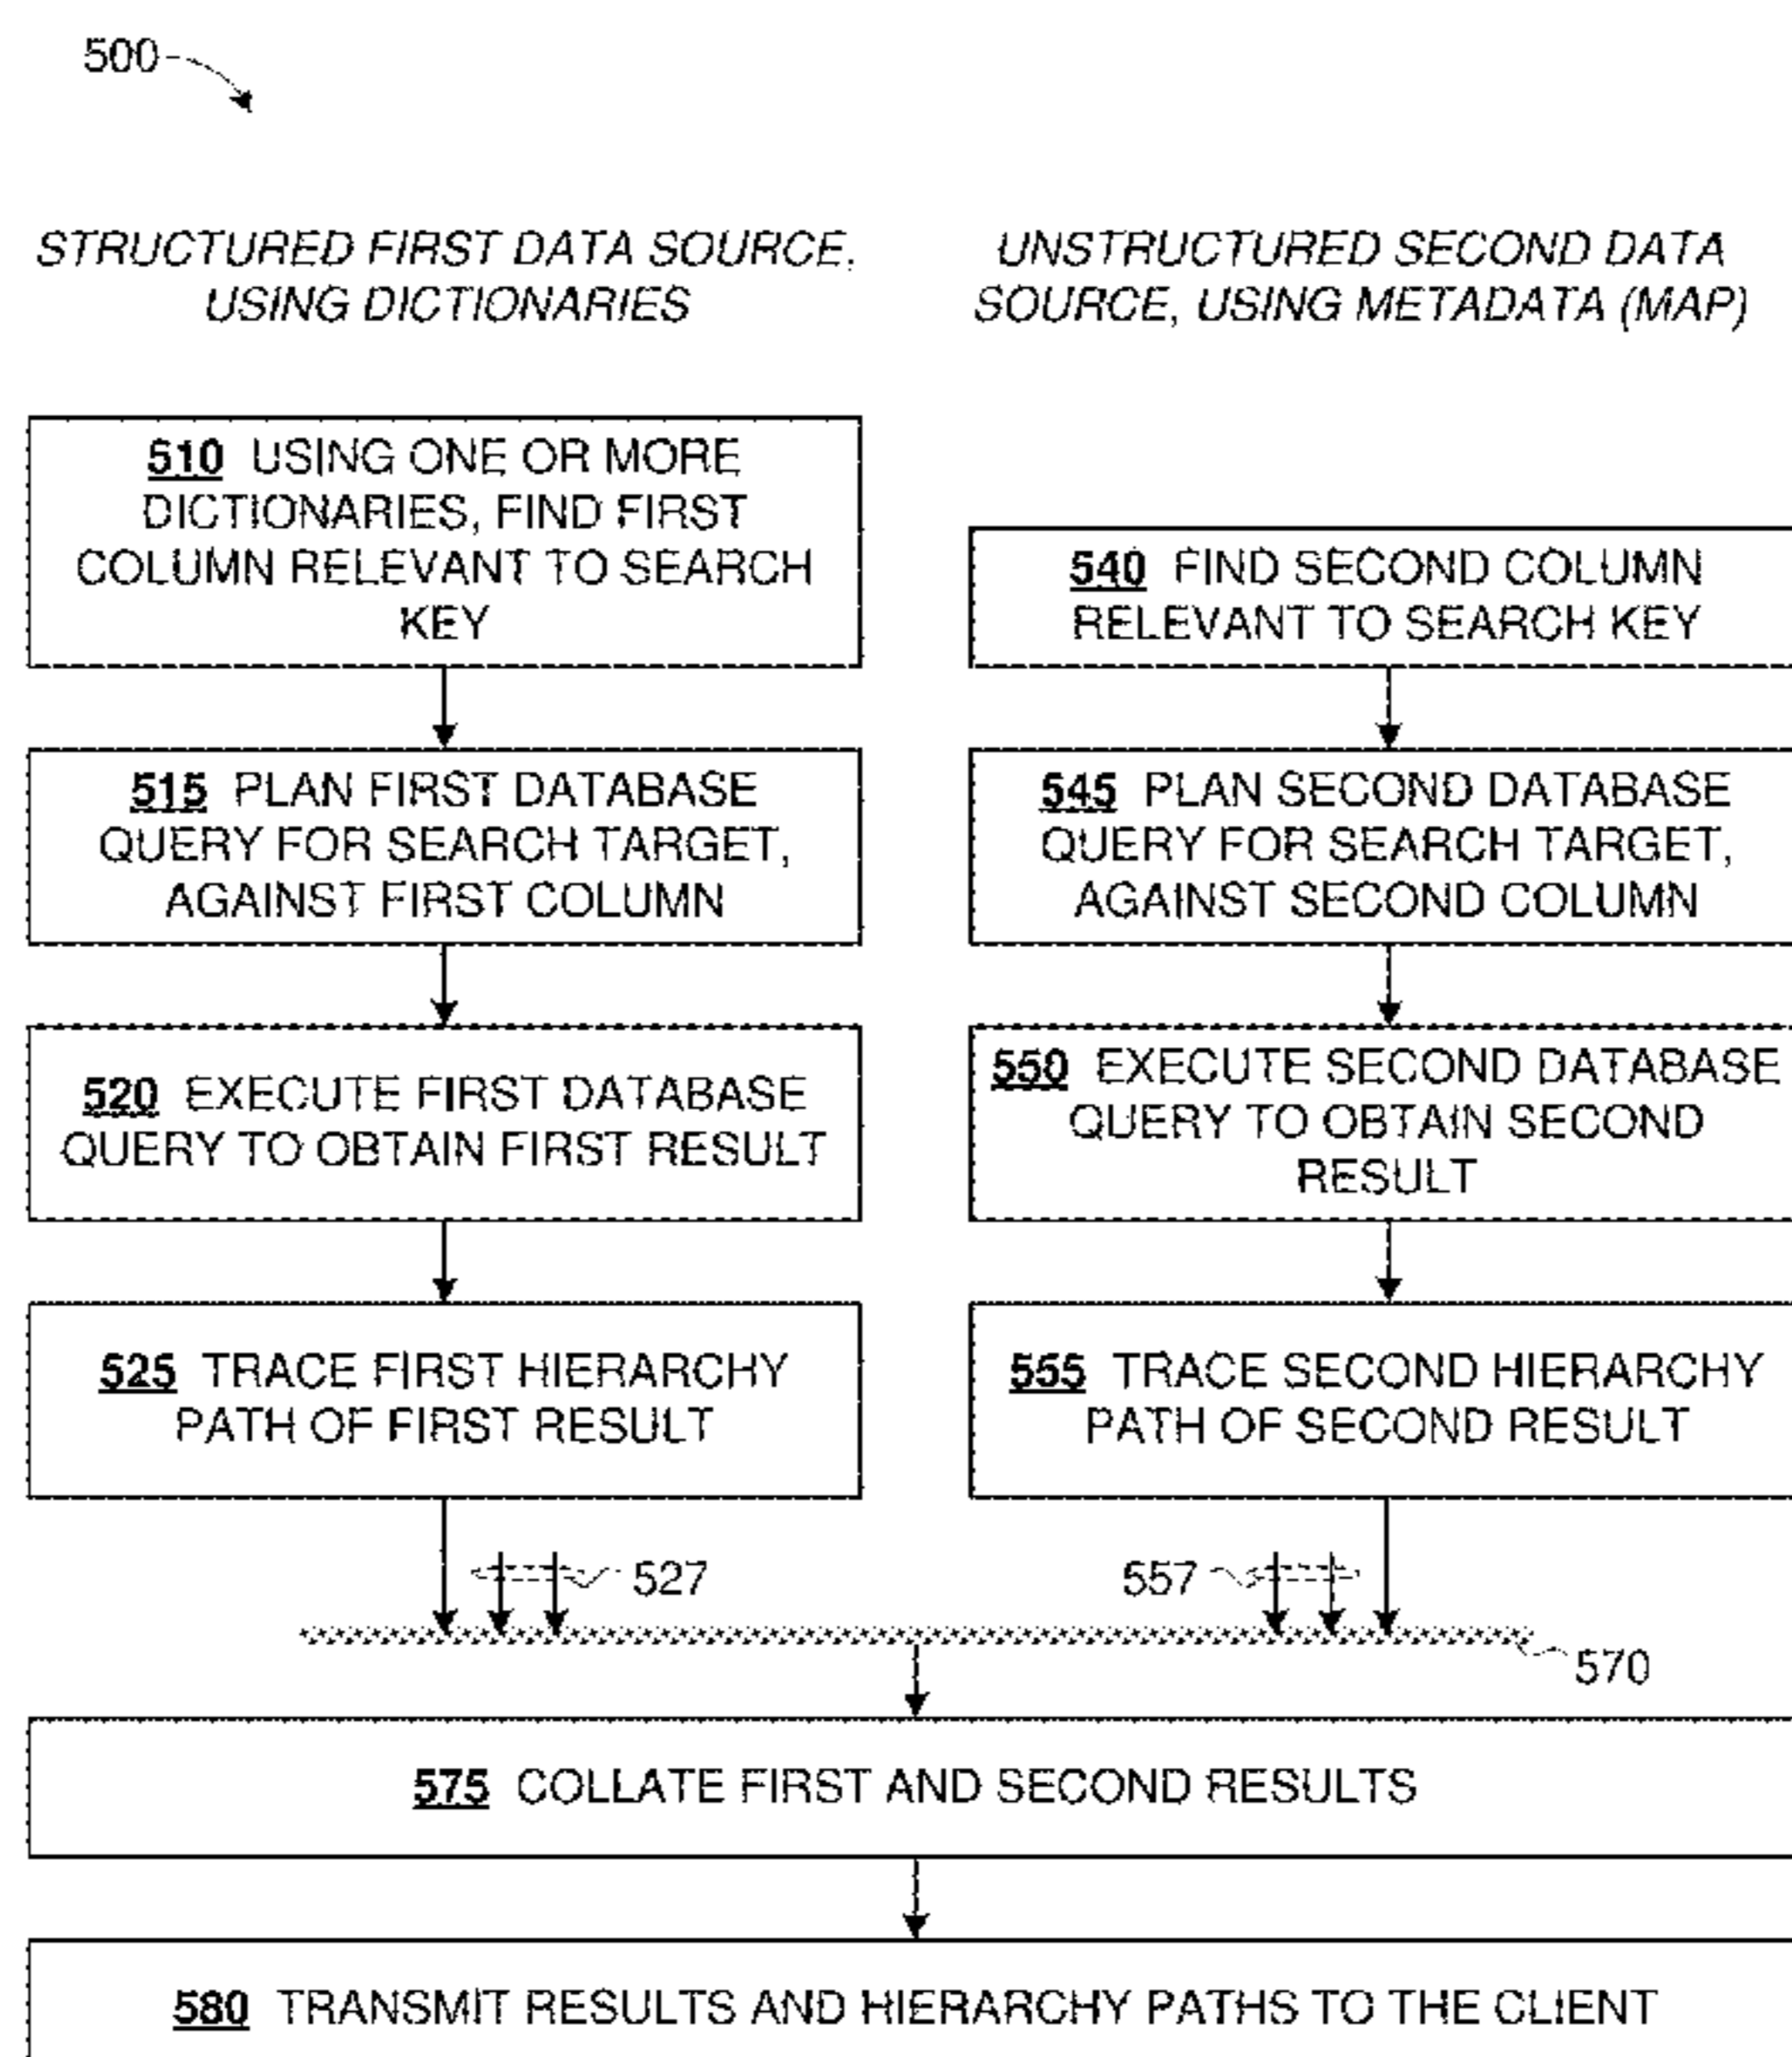 500
STRUCTURED FIRST DATA SOURCE,
USING DICTIONARIES
UNSTRUCTURED SECOND DATA
SOURCE, USING METADATA (MAP)
510 USING ONE OR MORE
DICTIONARIES, FIND FIRST
COLUMN RELEVANT TO SEARCH
KEY
540 FIND SECOND COLUMN
RELEVANT TO SEARCH KEY
515 PLAN FIRST DATABASE
QUERY FOR SEARCH TARGET,
AGAINST FIRST COLUMN
545 PLAN SECOND DATABASE
QUERY FOR SEARCH TARGET,
AGAINST SECOND COLUMN
520 EXECUTE FIRST DATABASE
QUERY TO OBTAIN FIRST RESULT
550 EXECUTE SECOND DATABASE
QUERY TO OBTAIN SECOND
RESULT
525 TRACE FIRST HIERARCHY
PATH OF FIRST RESULT
555 TRACE SECOND HIERARCHY
PATH OF SECOND RESULT
527
557
570
575 COLLATE FIRST AND SECOND RESULTS
580 TRANSMIT RESULTS AND HIERARCHY PATHS TO THE CLIENT